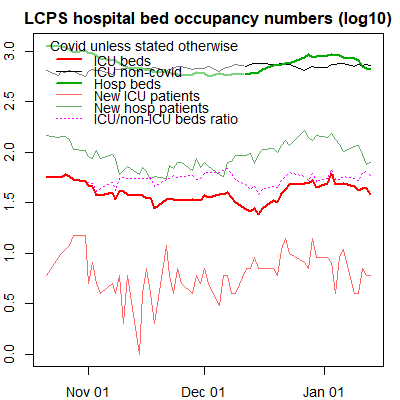 LCPS hospital bed occupancy numbers (log10)
Covid unless stated otherwise
ICU beds
ICU non-covid
Hosp beds
New ICU patients
New hosp patients
ICU/non-ICU beds ratio
3.0
2.5
2.0
1.5
1.0
0.5
0.0
Nov 01
Dec 01
Jan 01